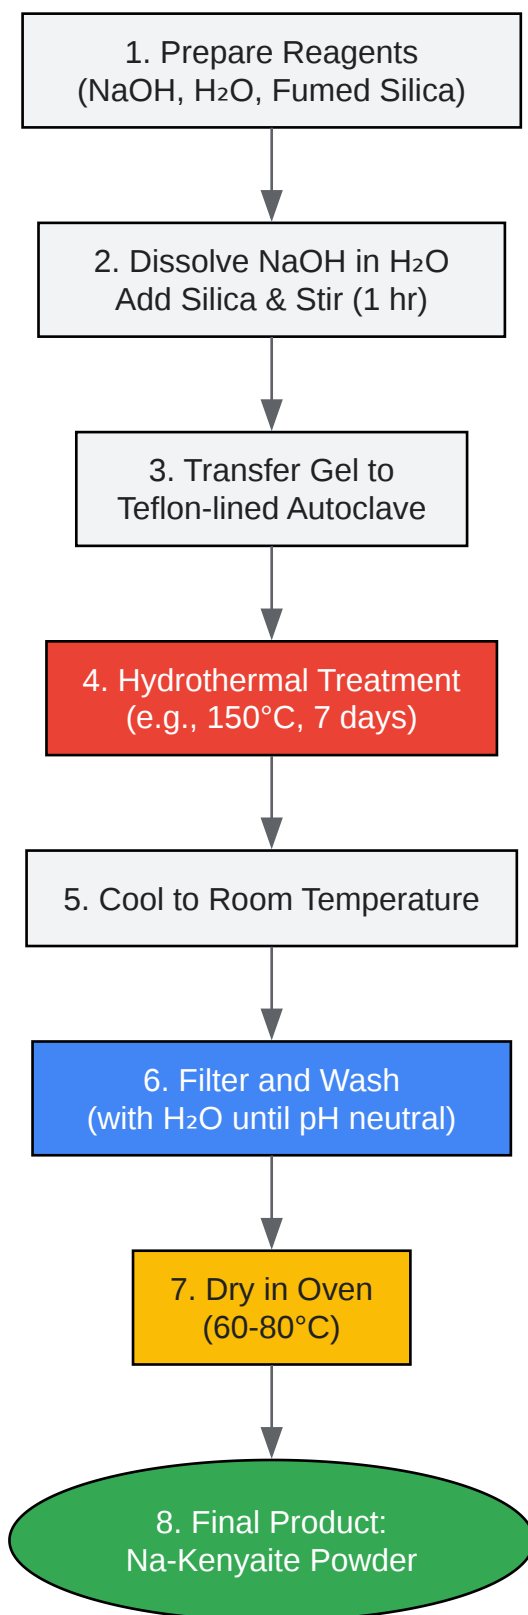 1. Prepare Reagents
(NaOH, H₂O, Fumed Silica)
2. Dissolve NaOH in H₂O
Add Silica & Stir (1 hr)
3. Transfer Gel to
Teflon-lined Autoclave
4. Hydrothermal Treatment
(e.g., 150°C, 7 days)
5. Cool to Room Temperature
6. Filter and Wash
(with H₂O until pH neutral)
7. Dry in Oven
(60-80°C)
8. Final Product:
Na-Kenyaite Powder